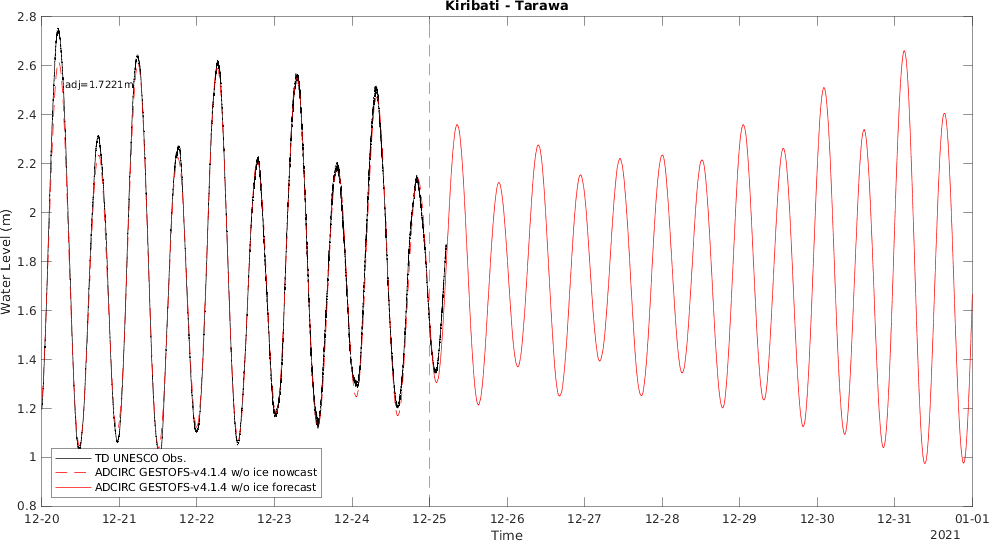 Kiribati - Tarawa
2.8
2.6
adj=1.7221m
2.4
2.2
2
1.8
Water Level (m)
1.6
1.4
1.2
1
0.8
TD UNESCO Obs.
ADCIRC GESTOFS-v4.1.4 w/o ice nowcast
ADCIRC GESTOFS-v4.1.4 w/o ice forecast
12-20 12-21 12-22 12-23 12-24 12-25 12-26 12-27 12-28 12-29 12-30 12-31 01-01
Time
2021